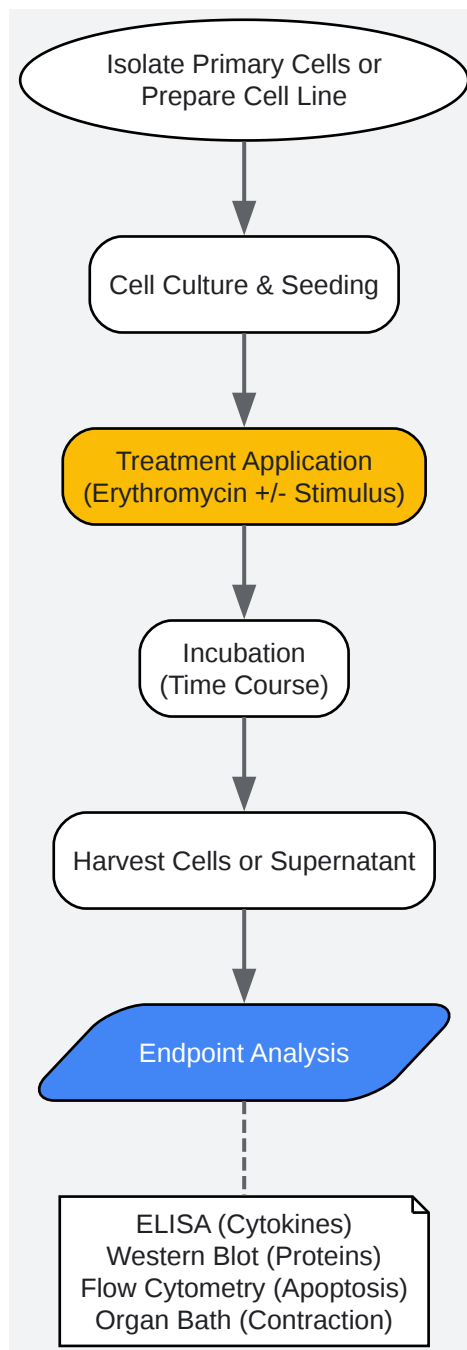 Isolate Primary Cells or
Prepare Cell Line
Cell Culture & Seeding
Treatment Application
(Erythromycin +/- Stimulus)
Incubation
(Time Course)
Harvest Cells or Supernatant
Endpoint Analysis
ELISA (Cytokines)
Western Blot (Proteins)
Flow Cytometry (Apoptosis)
Organ Bath (Contraction)